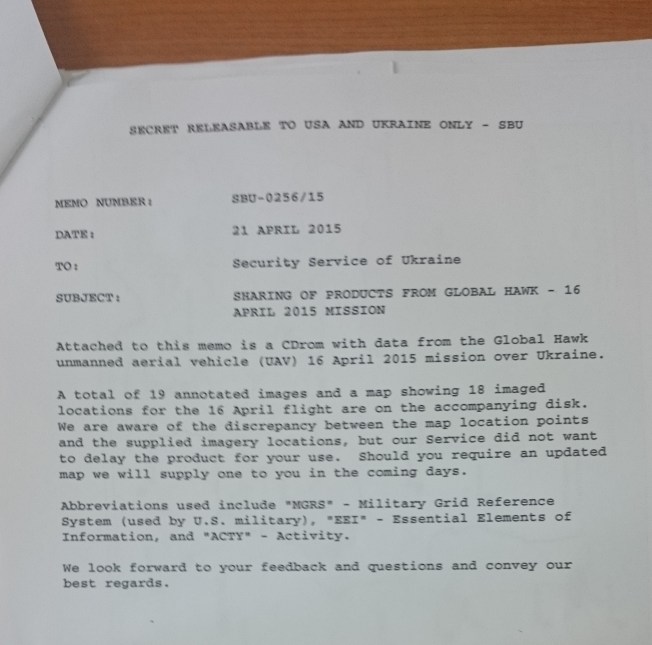 SECRET RELEASABLE TO USA AND UKRAINE ONLY - SBU
MEMO NUMBER: SBU-0256/15
DATE: 21 APRIL 2015
TO: Security Service of Ukraine
SUBJECT: SHARING OF PRODUCTS FROM GLOBAL HAWK - 16
APRIL 2015 MISSION
Attached to this memo is a CDrom with data from the Global Hawk
unmanned aerial vehicle (UAV) 16 April 2015 mission over Ukraine.
A total of 19 annotated images and a map showing 18 imaged
locations for the 16 April flight are on the accompanying disk.
We are aware of the discrepancy between the map location points
and the supplied imagery locations, but our Service did not want
to delay the product for your use. Should you require an updated
map we will supply one to you in the coming days.
Abbreviations used include "MGRS" - Military Grid Reference
System (used by U.S. military), "EEI" - Essential Elements of
Information, and "ACTY" - Activity.
We look forward to your feedback and questions and convey our
best regards.